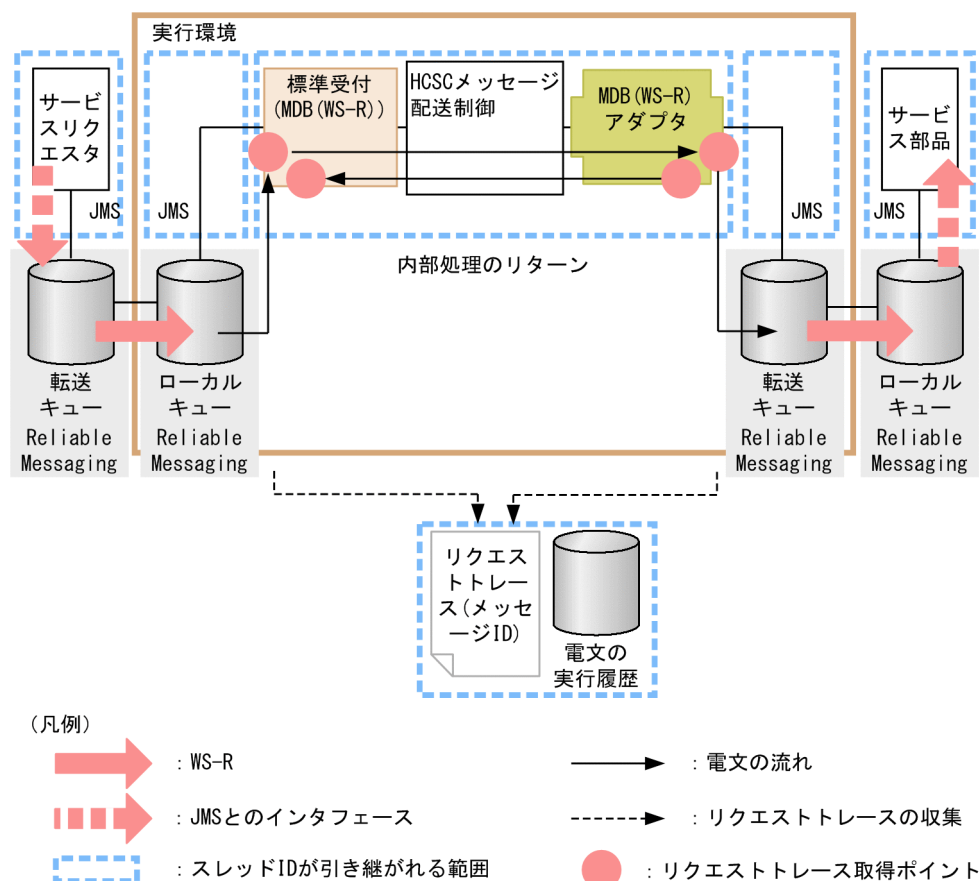 実行環境
サービ
スリク
エスタ
JMS
JMS
標準受付
(MDB(WS-R))
HCSCメッセージ
配送制御
MDB(WS-R)
アダプタ
JMS
サービ
ス部品
JMS
内部処理のリターン
転送
キュー
Reliable
Messaging
ローカル
キュー
Reliable
Messaging
転送
キュー
Reliable
Messaging
ローカル
キュー
Reliable
Messaging
リクエス
トトレー
ス(メッセ
ージID)
電文の
実行履歴
(凡例)
：WS-R
：電文の流れ
：JMSとのインタフェース
：リクエストトレースの収集
：スレッドIDが引き継がれる範囲
：リクエストトレース取得ポイント